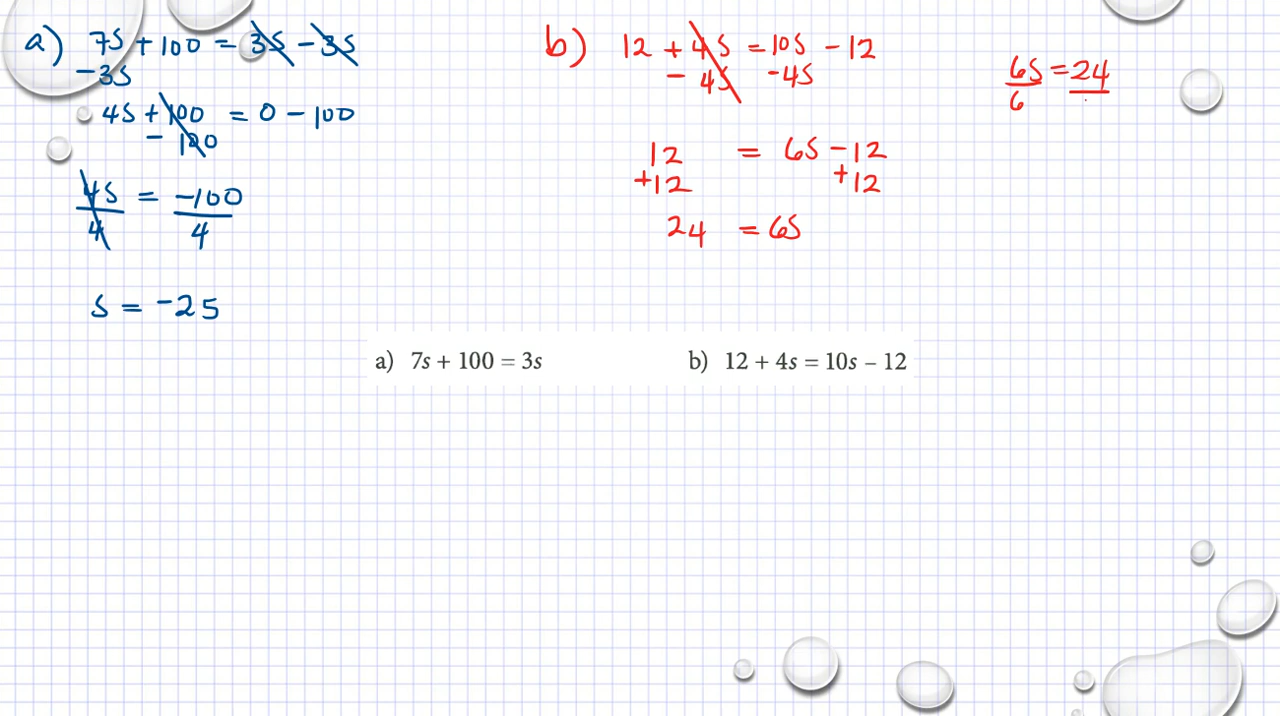 a) 7s + 100 = 3s - 3s
-3s
4s + 100 = 0 - 100
- 100
4s = -100
4 4
s = -25
b) 12 + 4s = 10s - 12
- 4s -4s
12 = 6s - 12
+12 +12
24 = 6s
6s = 24
6
a) 7s + 100 = 3s
b) 12 + 4s = 10s – 12